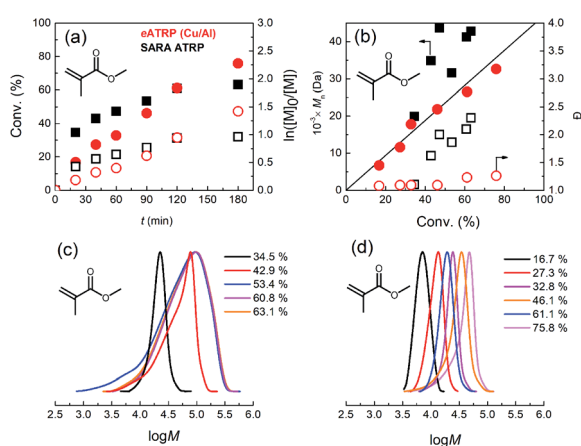 (a)
eATRP (Cu/Al)
SARA ATRP
O
O
Conv. (%)
100
80
60
40
20
0
ln([M]0/[M])
3.0
2.5
2.0
1.5
1.0
0.5
0.0
0 30 60 90 120 150 180
t (min)
(b)
O
O
10-3× Mn (Da)
40
30
20
10
0
Đ
4.0
3.5
3.0
2.5
2.0
1.5
1.0
0 20 40 60 80 100
Conv. (%)
(c)
O
O
34.5 %
42.9 %
53.4 %
60.8 %
63.1 %
2.5 3.0 3.5 4.0 4.5 5.0 5.5 6.0
logM
(d)
O
O
16.7 %
27.3 %
32.8 %
46.1 %
61.1 %
75.8 %
2.5 3.0 3.5 4.0 4.5 5.0 5.5 6.0
logM